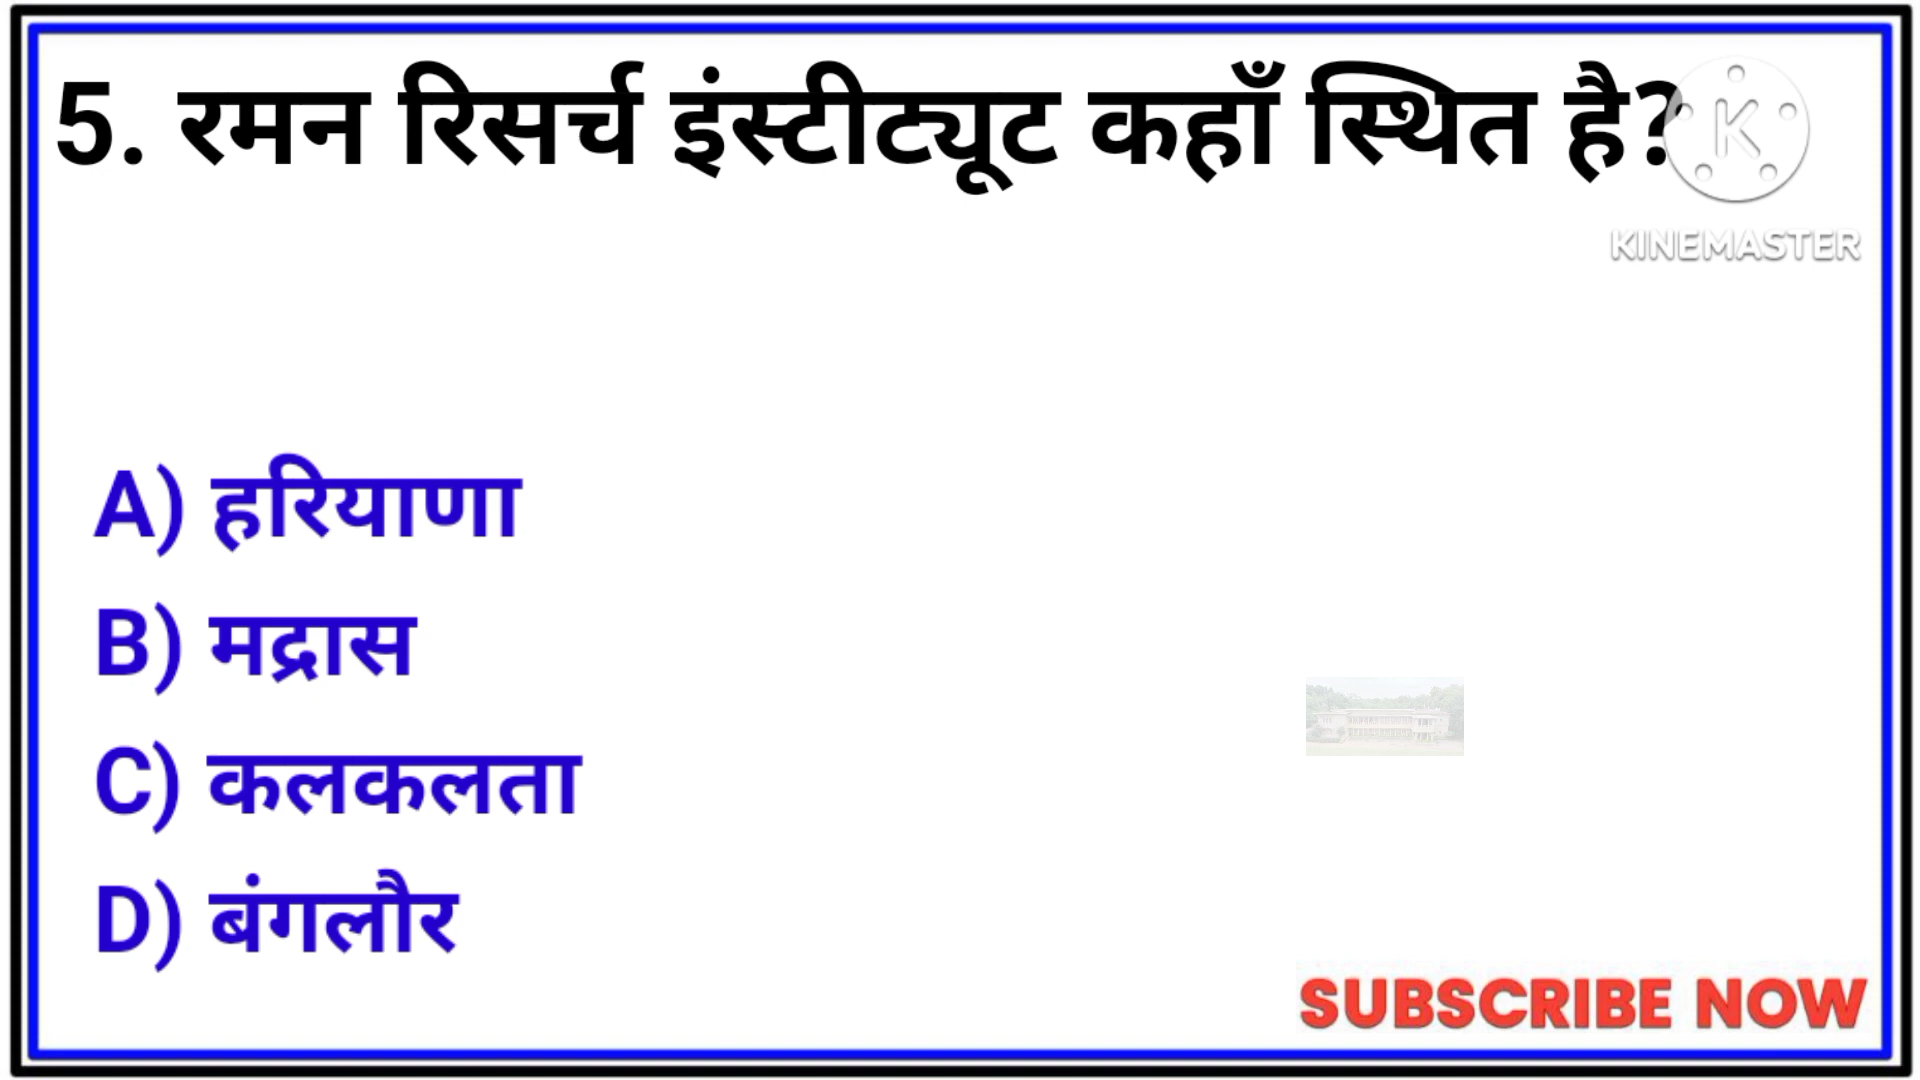 5. रमन रिसर्च इंस्टीट्यूट कहाँ स्थित है?
K
KINEMASTER
A) हरियाणा
B) मद्रास
C) कलकलता
D) बंगलौर
SUBSCRIBE NOW